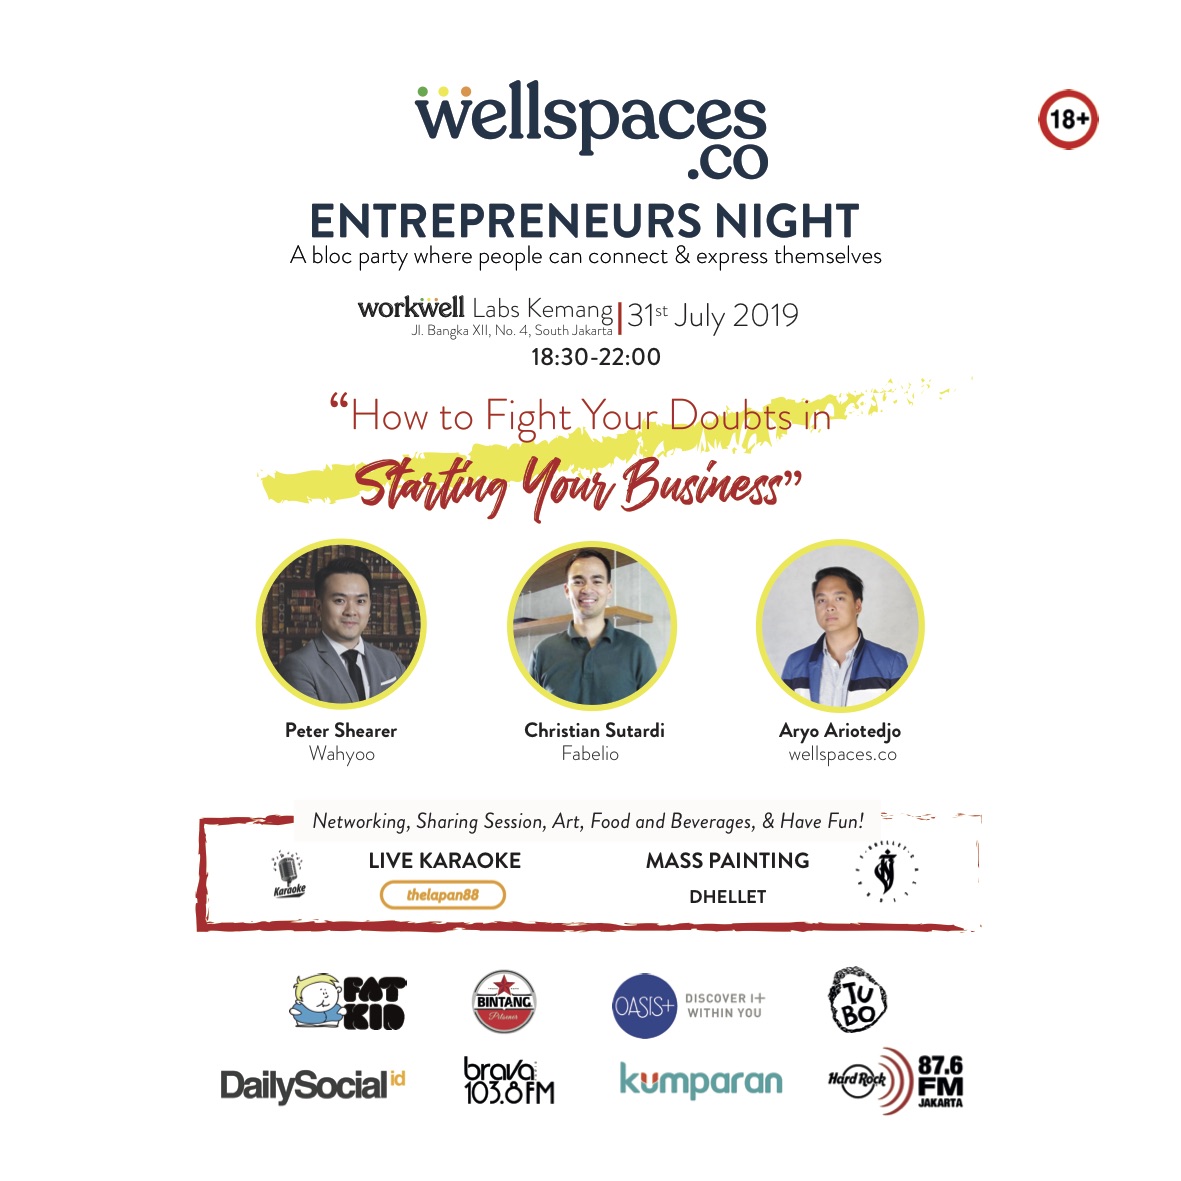 wellspaces
.co
18+
ENTREPRENEURS NIGHT
A bloc party where people can connect & express themselves
workwell Labs Kemang
Jl. Bangka XII, No. 4, South Jakarta
31st July 2019
18:30-22:00
“How to Fight Your Doubts in
Starting Your Business”
Peter Shearer
Wahyoo
Christian Sutardi
Fabelio
Aryo Ariotedjo
wellspaces.co
Networking, Sharing Session, Art, Food and Beverages, & Have Fun!
Karaoke
LIVE KARAOKE
thelapan88
MASS PAINTING
DHELLET
FAT
KID
BINTANG
Pilsener
OASIS+
DISCOVER I+
WITHIN YOU
TU
BO
DailySocial id
brava
103.8FM
kumparan
Hard Rock
87.6
FM
JAKARTA